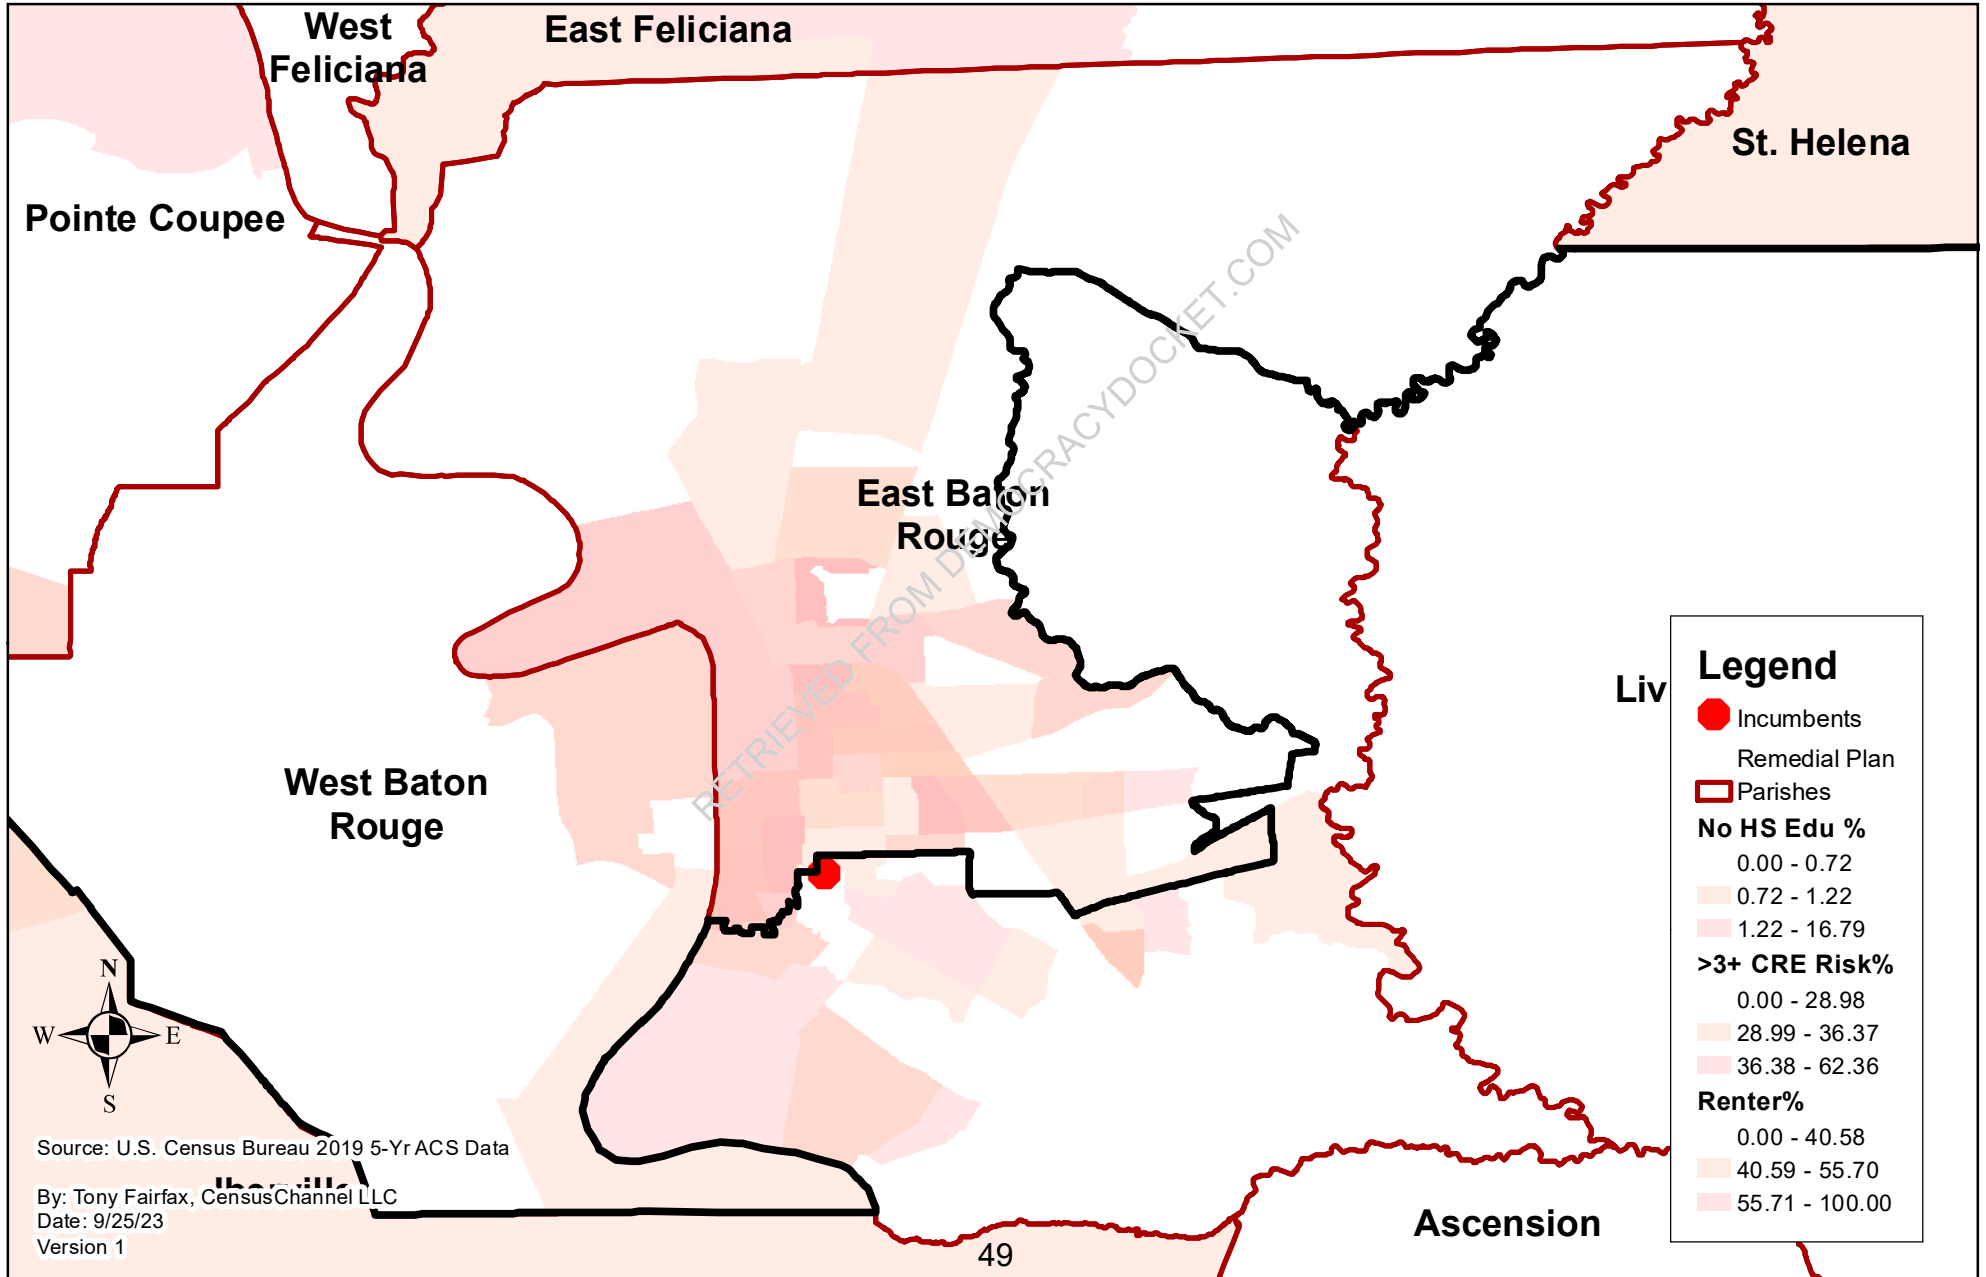 West
Feliciana
East Feliciana
St. Helena
Pointe Coupee
East Baton
Rouge
RETRIEVED FROM DEMOCRACYDOCKET.COM
West Baton
Rouge
Liv
Legend
Incumbents
Remedial Plan
Parishes
No HS Edu %
0.00 - 0.72
0.72 - 1.22
1.22 - 16.79
>3+ CRE Risk%
0.00 - 28.98
28.99 - 36.37
36.38 - 62.36
Renter%
0.00 - 40.58
40.59 - 55.70
55.71 - 100.00
N
W
E
S
Source: U.S. Census Bureau 2019 5-Yr ACS Data
By: Tony Fairfax, CensusChannel LLC
Date: 9/25/23
Version 1
Ascension
49